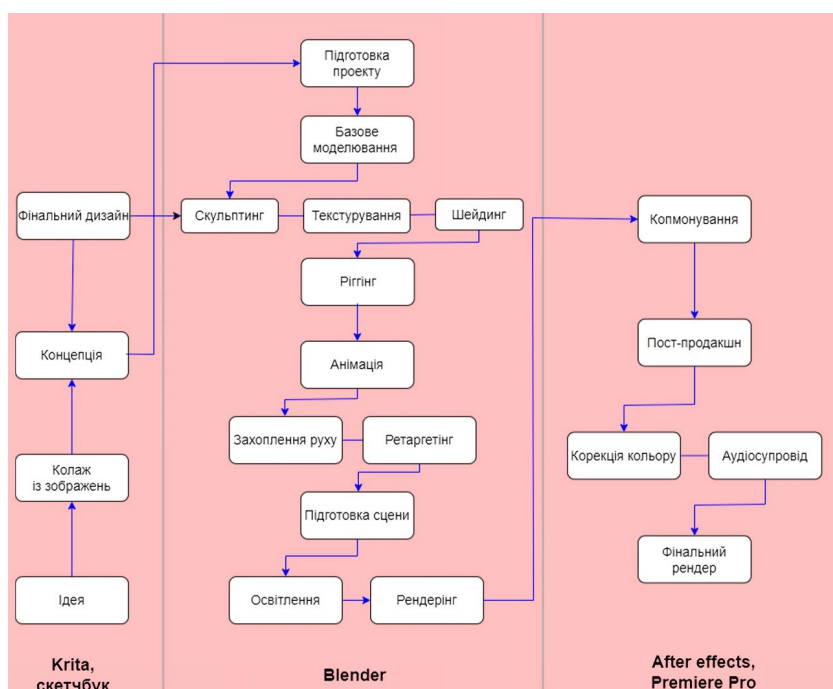 Підготовка
проекту
Базове
моделювання
Фінальний дизайн
Скульптинг
Текстурування
Шейдинг
Копмонування
Ріггінг
Концепція
Анімація
Пост-продакшн
Захоплення руху
Ретаргетінг
Корекція кольору
Аудіосупровід
Колаж
із зображень
Підготовка сцени
Фінальний
рендер
Ідея
Освітлення
Рендерінг
Krita,
скетчбук
Blender
After effects,
Premiere Pro